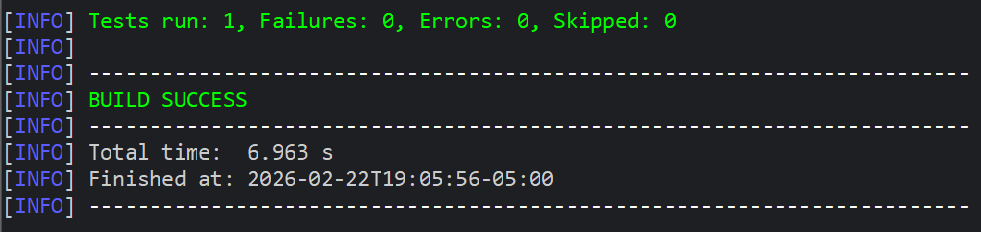 [INFO] Tests run: 1, Failures: 0, Errors: 0, Skipped: 0
[INFO]
[INFO] ------------------------------------------------------------------------
[INFO] BUILD SUCCESS
[INFO] ------------------------------------------------------------------------
[INFO] Total time:  6.963 s
[INFO] Finished at: 2026-02-22T19:05:56-05:00
[INFO] ------------------------------------------------------------------------